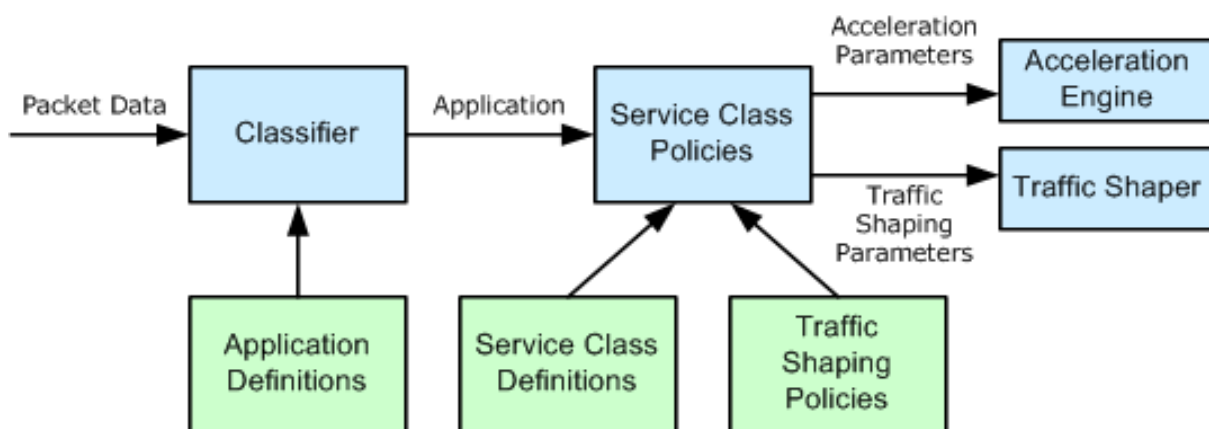 Acceleration
Parameters
Acceleration
Engine
Packet Data
Classifier
Application
Service Class
Policies
Traffic Shaper
Traffic
Shaping
Parameters
Application
Definitions
Service Class
Definitions
Traffic
Shaping
Policies